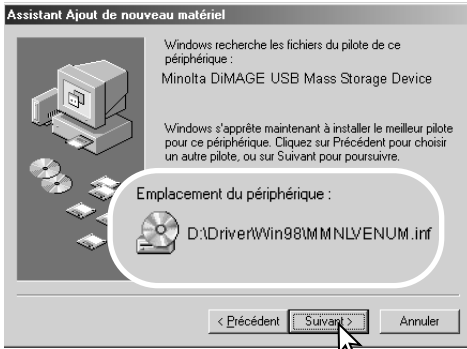 Assistant Ajout de nouveau matériel
Windows recherche les fichiers du pilote de ce
périphérique :
Minolta DiMAGE USB Mass Storage Device
Windows s'apprête maintenant à installer le meilleur pilote
pour ce périphérique. Cliquez sur Précédent pour choisir
un autre pilote, ou sur Suivant pour poursuivre.
Emplacement du périphérique :
D:\Driver\Win98\MMNLVENUM.inf
< Précédent
Suivant >
Annuler